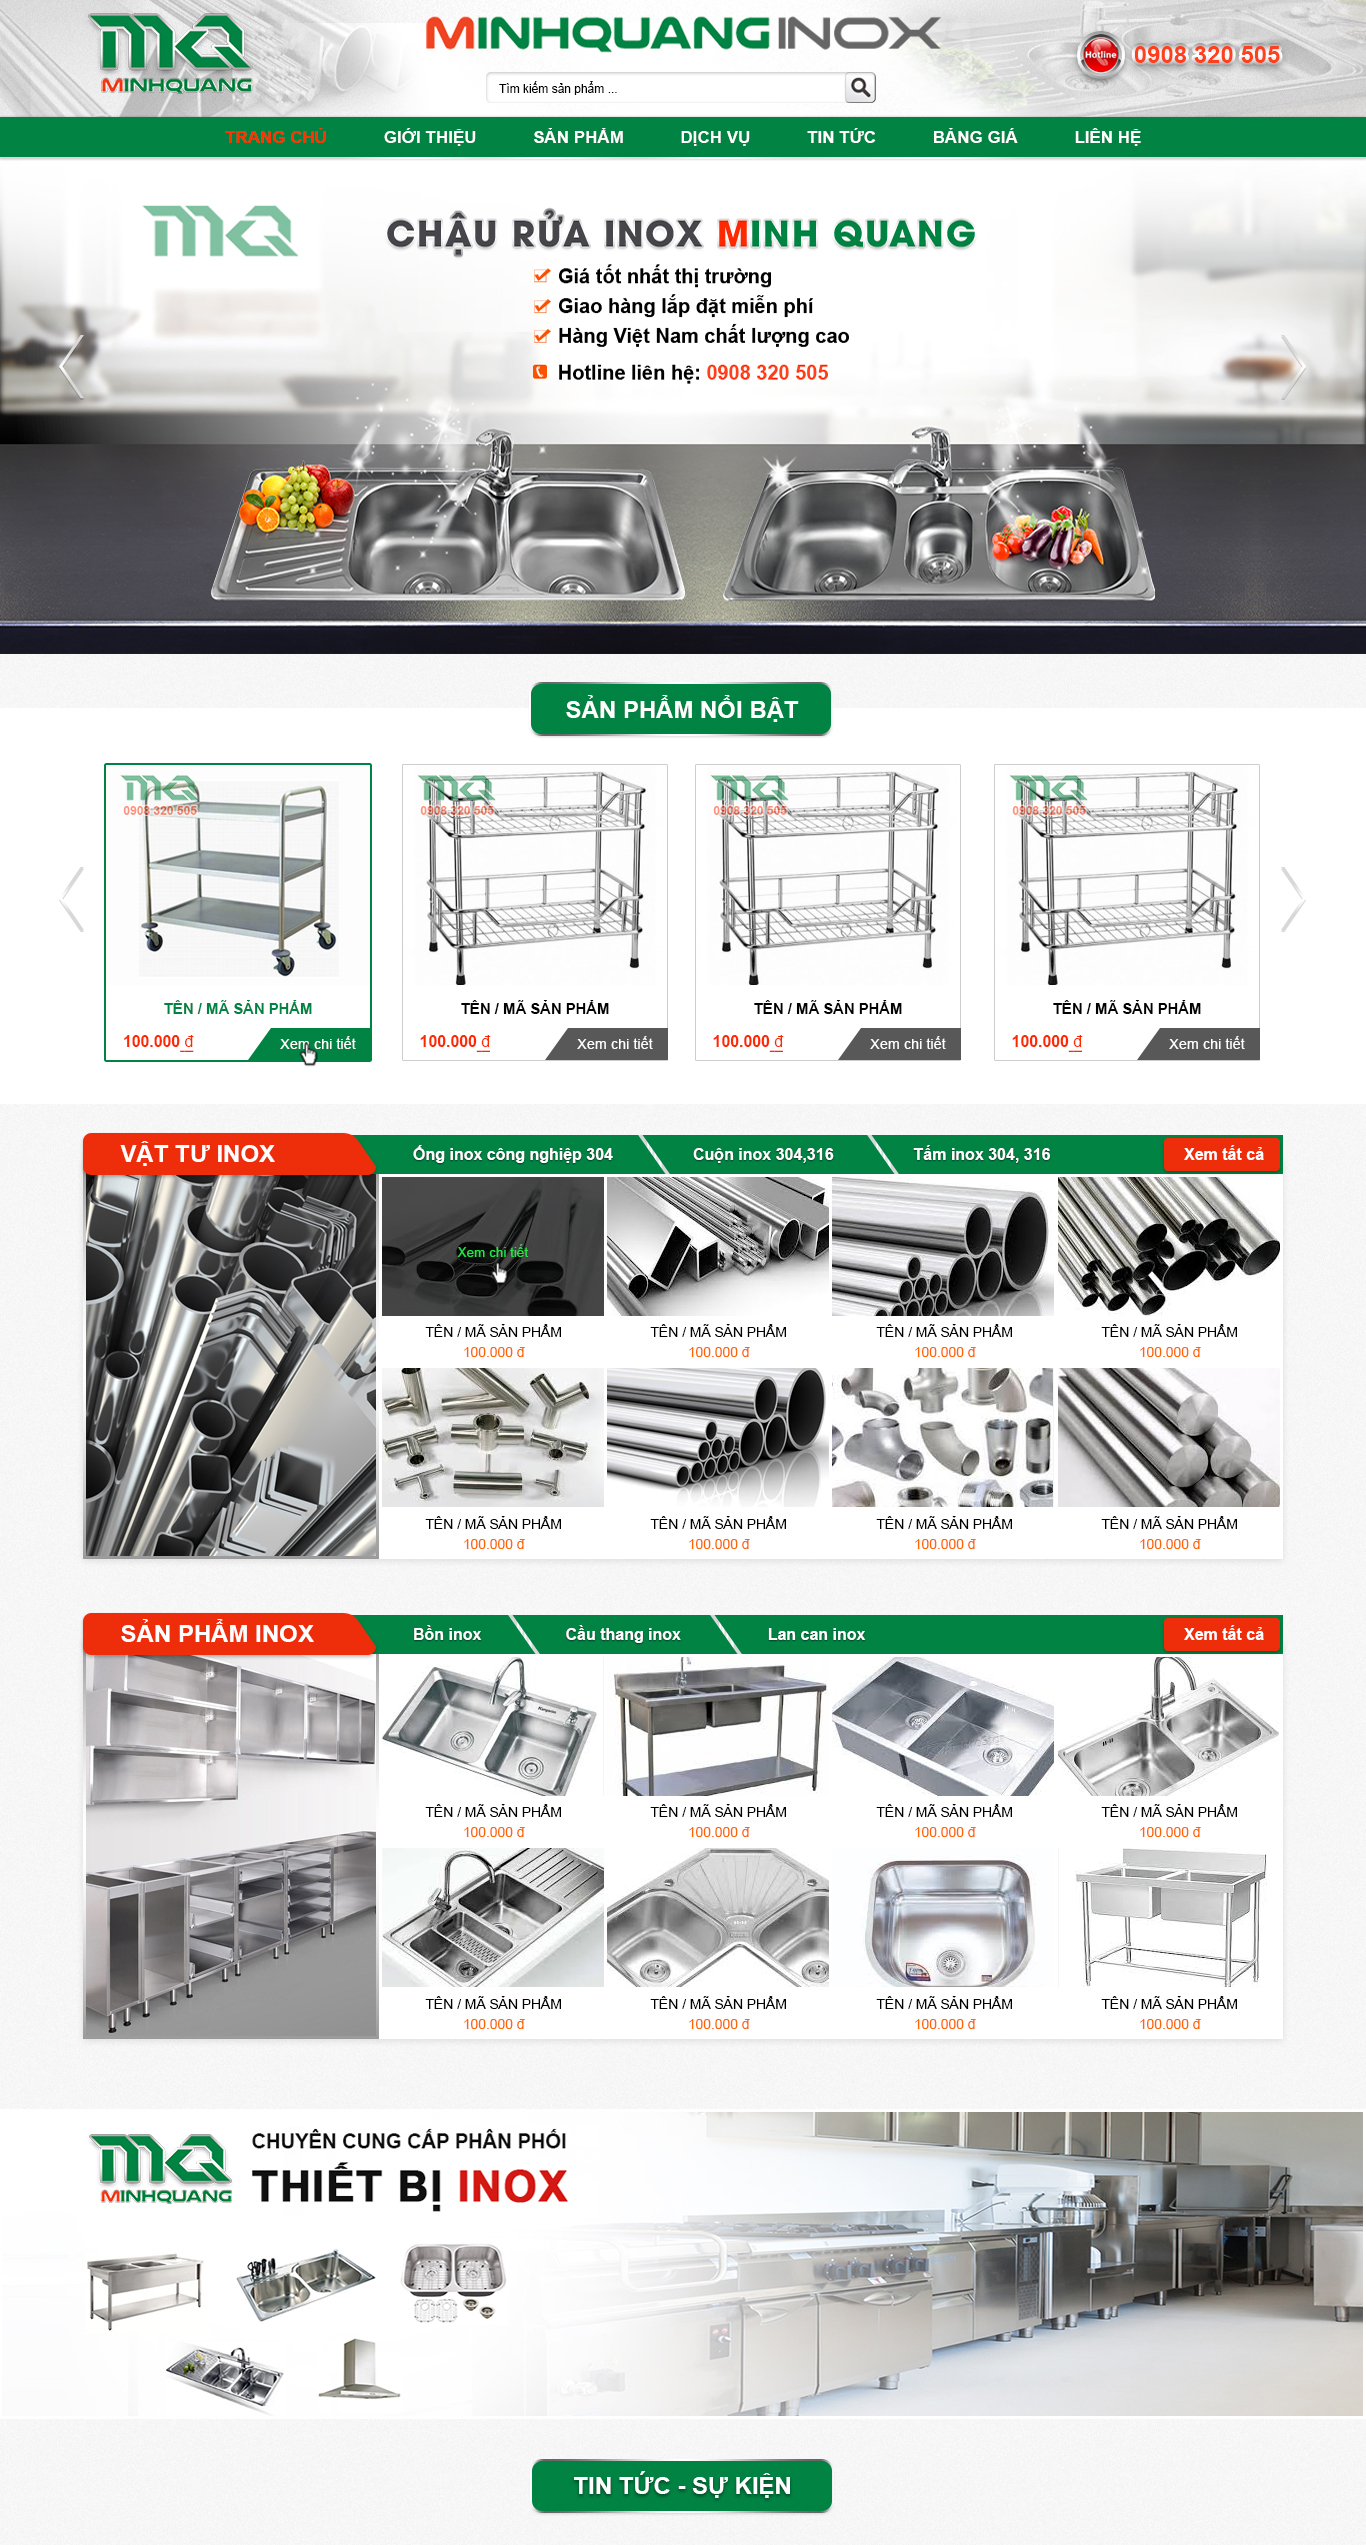 MINHQUANG
MINHQUANG INOX
Hotline
0908 320 505
Tìm kiếm sản phẩm ...
TRANG CHỦ
GIỚI THIỆU
SẢN PHẨM
DỊCH VỤ
TIN TỨC
BẢNG GIÁ
LIÊN HỆ
CHẬU RỬA INOX MINH QUANG
Giá tốt nhất thị trường
Giao hàng lắp đặt miễn phí
Hàng Việt Nam chất lượng cao
Hotline liên hệ: 0908 320 505
SẢN PHẨM NỔI BẬT
0908 320 505
0908 320 505
0908 320 505
0908 320 505
TÊN / MÃ SẢN PHẨM
TÊN / MÃ SẢN PHẨM
TÊN / MÃ SẢN PHẨM
TÊN / MÃ SẢN PHẨM
100.000 đ
Xem chi tiết
100.000 đ
Xem chi tiết
100.000 đ
Xem chi tiết
100.000 đ
Xem chi tiết
VẬT TƯ INOX
Ống inox công nghiệp 304
Cuộn inox 304,316
Tấm inox 304, 316
Xem tất cả
Xem chi tiết
TÊN / MÃ SẢN PHẨM
TÊN / MÃ SẢN PHẨM
TÊN / MÃ SẢN PHẨM
TÊN / MÃ SẢN PHẨM
100.000 đ
100.000 đ
100.000 đ
100.000 đ
TÊN / MÃ SẢN PHẨM
TÊN / MÃ SẢN PHẨM
TÊN / MÃ SẢN PHẨM
TÊN / MÃ SẢN PHẨM
100.000 đ
100.000 đ
100.000 đ
100.000 đ
SẢN PHẨM INOX
Bồn inox
Cầu thang inox
Lan can inox
Xem tất cả
TÊN / MÃ SẢN PHẨM
TÊN / MÃ SẢN PHẨM
TÊN / MÃ SẢN PHẨM
TÊN / MÃ SẢN PHẨM
100.000 đ
100.000 đ
100.000 đ
100.000 đ
TÊN / MÃ SẢN PHẨM
TÊN / MÃ SẢN PHẨM
TÊN / MÃ SẢN PHẨM
TÊN / MÃ SẢN PHẨM
100.000 đ
100.000 đ
100.000 đ
100.000 đ
MINHQUANG
CHUYÊN CUNG CẤP PHÂN PHỐI
THIẾT BỊ INOX
TIN TỨC - SỰ KIỆN